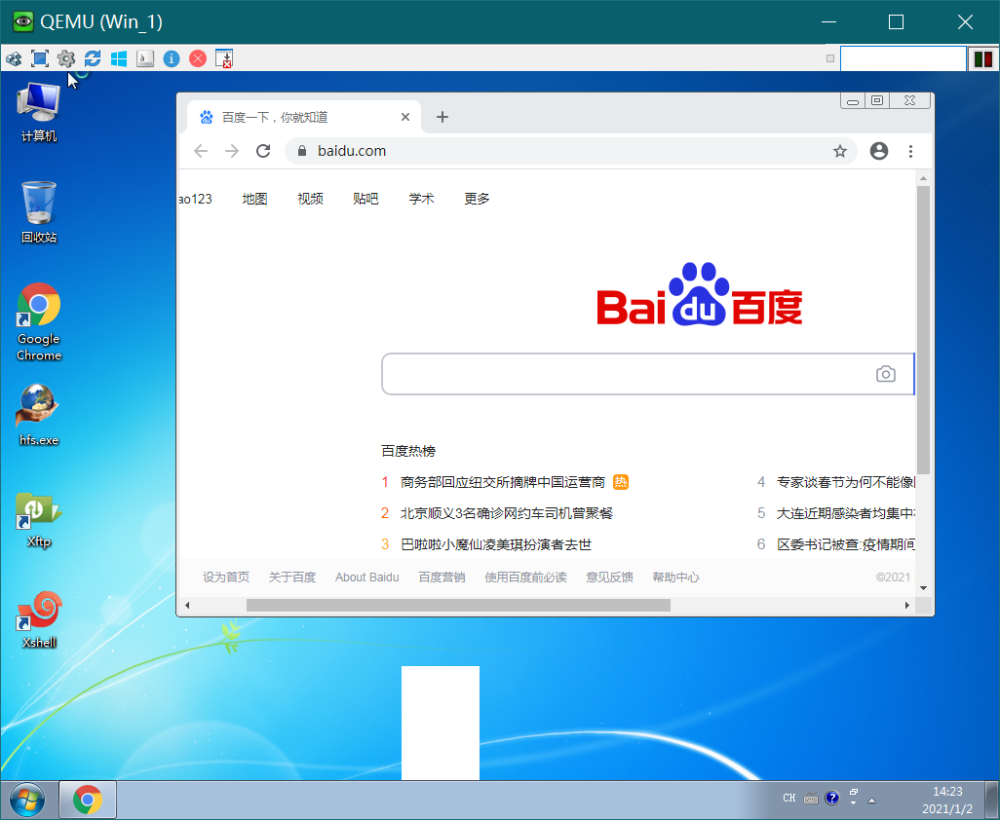 QEMU (Win_1)
计算机
回收站
Google
Chrome
hfs.exe
Xftp
Xshell
百度一下，你就知道
baidu.com
ao123 地图 视频 贴吧 学术 更多
Bai du 百度
百度热榜
1 商务部回应纽交所摘牌中国运营商 热
2 北京顺义3名确诊网约车司机曾聚餐
3 巴啦啦小魔仙凌美琪扮演者去世
4 专家谈春节为何不能像
5 大连近期感染者均集中
6 区委书记被查:疫情期间
设为首页 关于百度 About Baidu 百度营销 使用百度前必读 意见反馈 帮助中心 ©2021
CH
14:23
2021/1/2